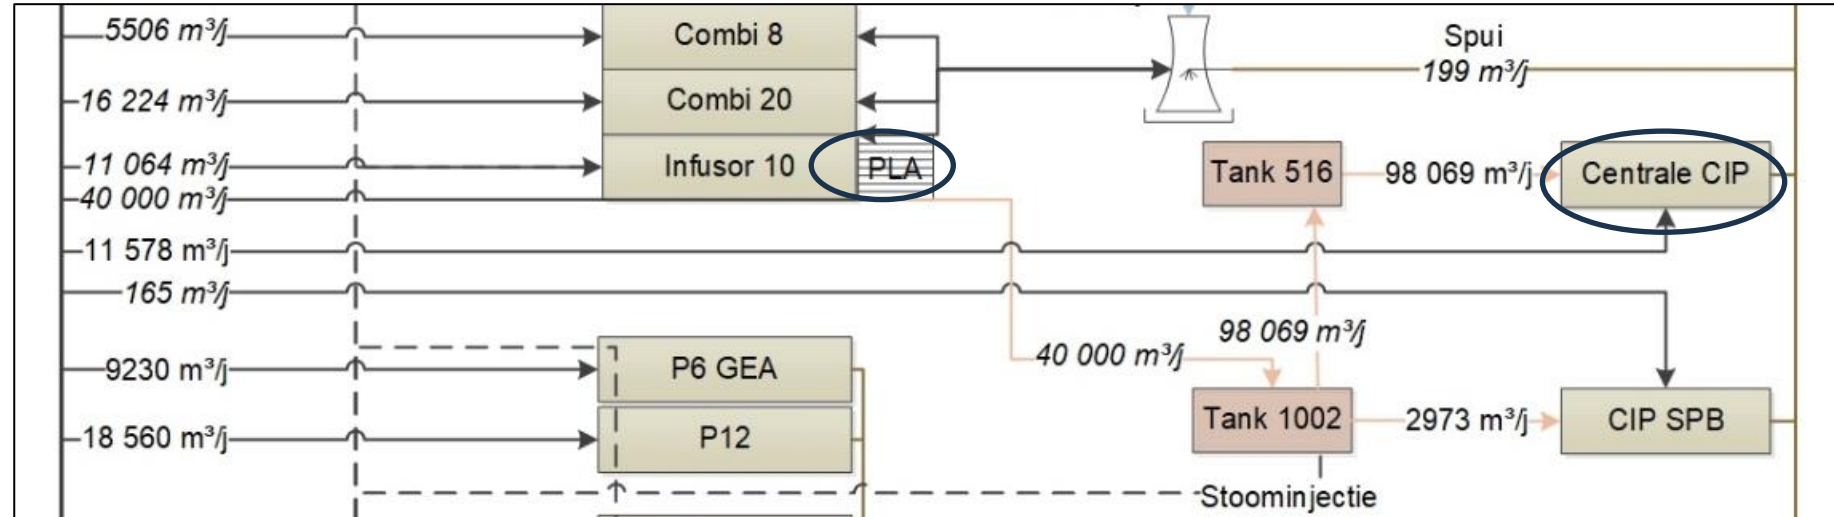 5506 m³/j
Combi 8
Spui
199 m³/j
16 224 m³/j
Combi 20
11 064 m³/j
Infusor 10
PLA
Tank 516
98 069 m³/j
Centrale CIP
40 000 m³/j
11 578 m³/j
165 m³/j
98 069 m³/j
40 000 m³/j
9230 m³/j
P6 GEA
18 560 m³/j
P12
Tank 1002
2973 m³/j
CIP SPB
Stoominjectie